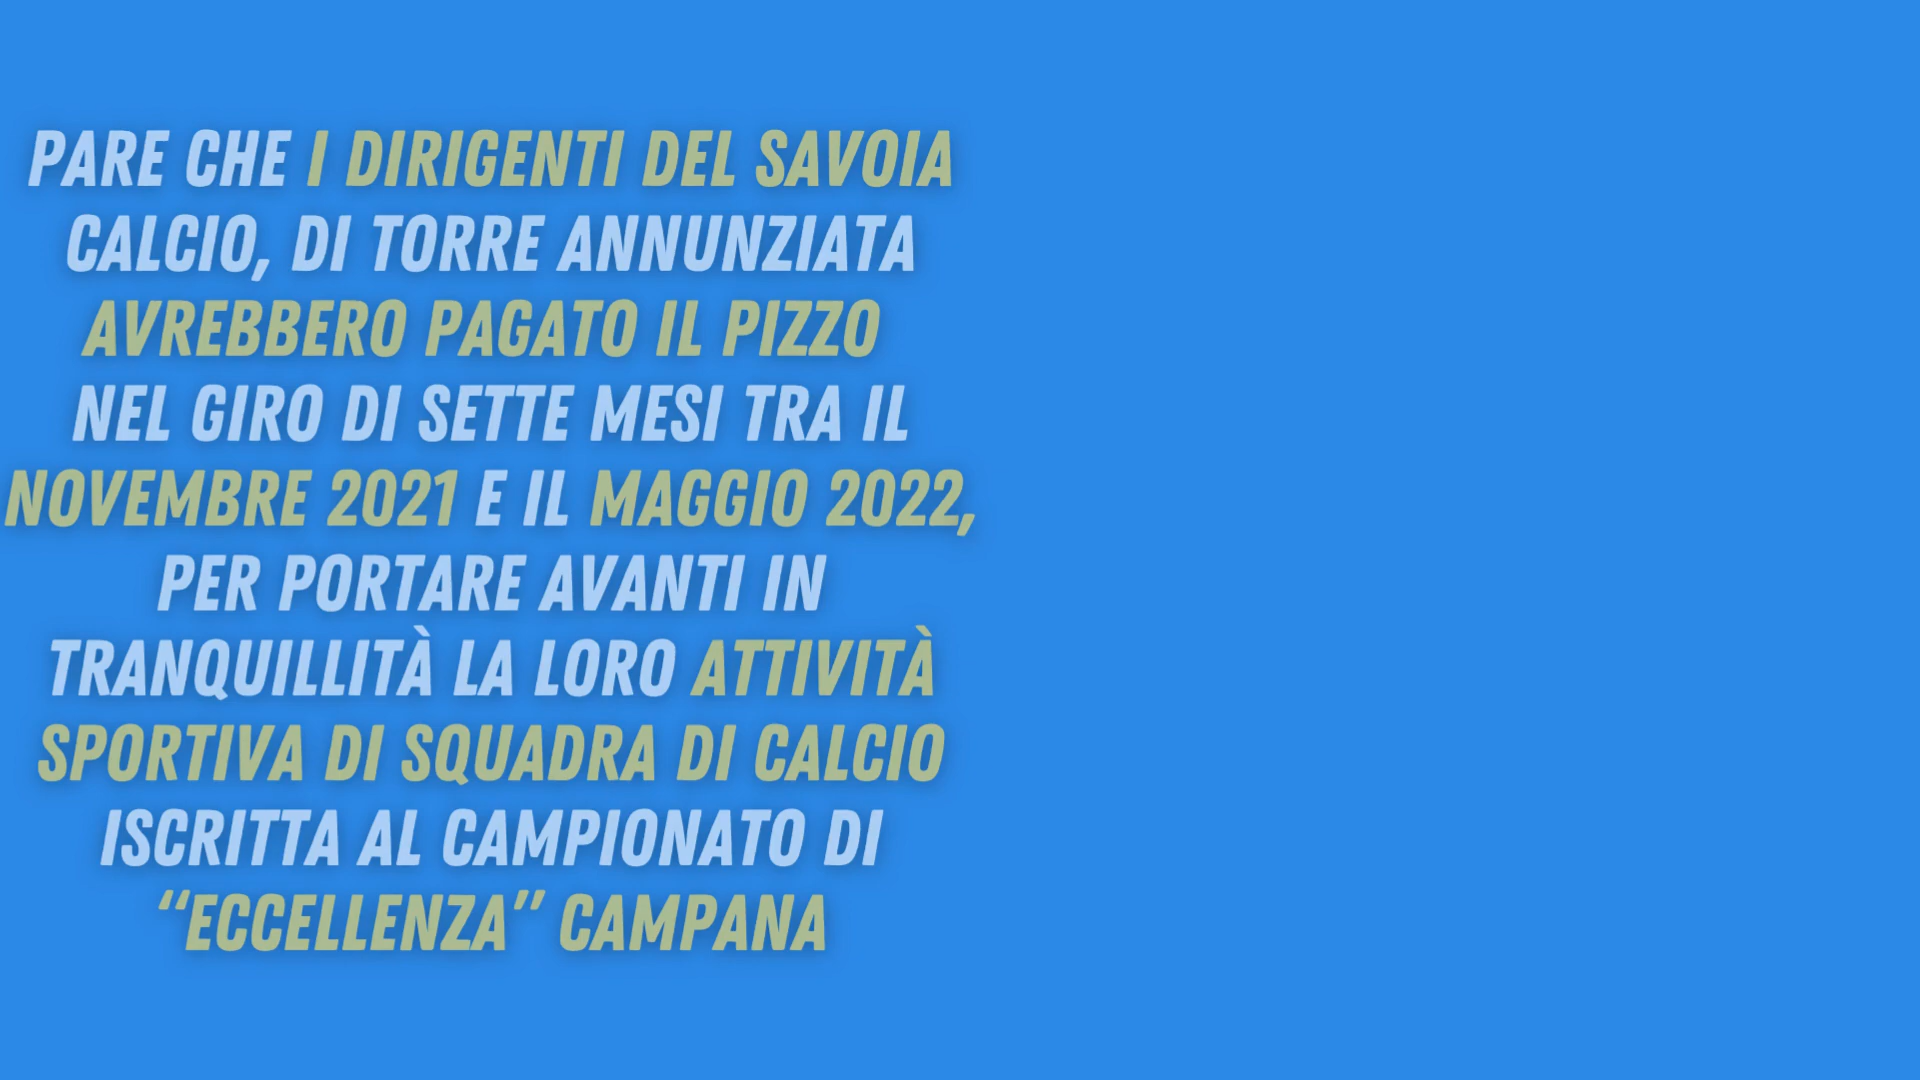 PARE CHE I DIRIGENTI DEL SAVOIA
CALCIO, DI TORRE ANNUNZIATA
AVREBBERO PAGATO IL PIZZO
NEL GIRO DI SETTE MESI TRA IL
NOVEMBRE 2021 E IL MAGGIO 2022,
PER PORTARE AVANTI IN
TRANQUILLITÀ LA LORO ATTIVITÀ
SPORTIVA DI SQUADRA DI CALCIO
ISCRITTA AL CAMPIONATO DI
“ECCELLENZA” CAMPANA